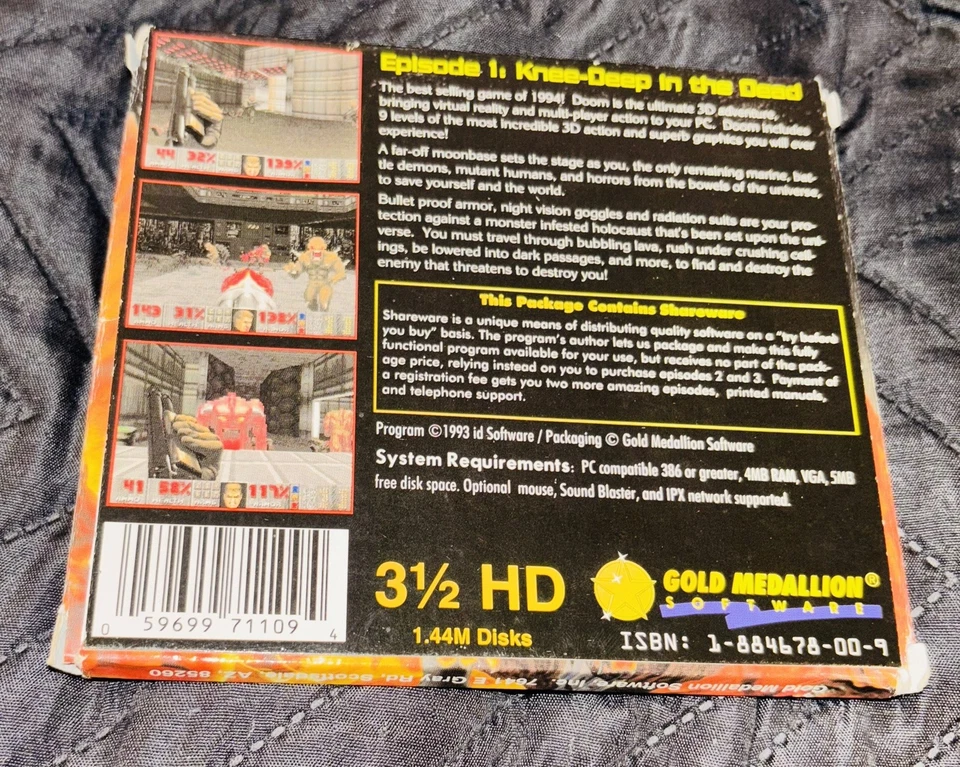 Episode 1: Knee-Deep in the Dead
The best selling game of 1994! Doom is the ultimate 3D adventure,
bringing virtual reality and multi-player action to your PC. Doom includes
9 levels of the most incredible 3D action and superb graphics you will ever
experience!
A far-off moonbase sets the stage as you, the only remaining marine, bat-
tle demons, mutant humans, and horrors from the bowels of the universe,
to save yourself and the world.
Bullet proof armor, night vision goggles and radiation suits are your pro-
tection against a monster infested holocaust that's been set upon the uni-
verse. You must travel through bubbling lava, rush under crushing ceil-
ings, be lowered into dark passages, and more, to find and destroy the
enemy that threatens to destroy you!
This Package Contains Shareware
Shareware is a unique means of distributing quality software on a "try before
you buy" basis. The program's author lets us package and make this fully
functional program available for your use, but receives no part of the pack-
age price, relying instead on you to purchase episodes 2 and 3. Payment of
a registration fee gets you two more amazing episodes, printed manuals,
and telephone support.
Program ©1993 id Software / Packaging © Gold Medallion Software
System Requirements: PC compatible 386 or greater, 4MB RAM, VGA, 5MB
free disk space. Optional mouse, Sound Blaster, and IPX network supported.
44 32% 139%
143 31% 138%
41 58% 117%
0 59699 71109 4
3½ HD
1.44M Disks
GOLD MEDALLION®
SOFTWARE
ISBN: 1-884678-00-9
Gold Medallion Software, Inc. 7641 E Gray Rd, Scottsdale, AZ 85260